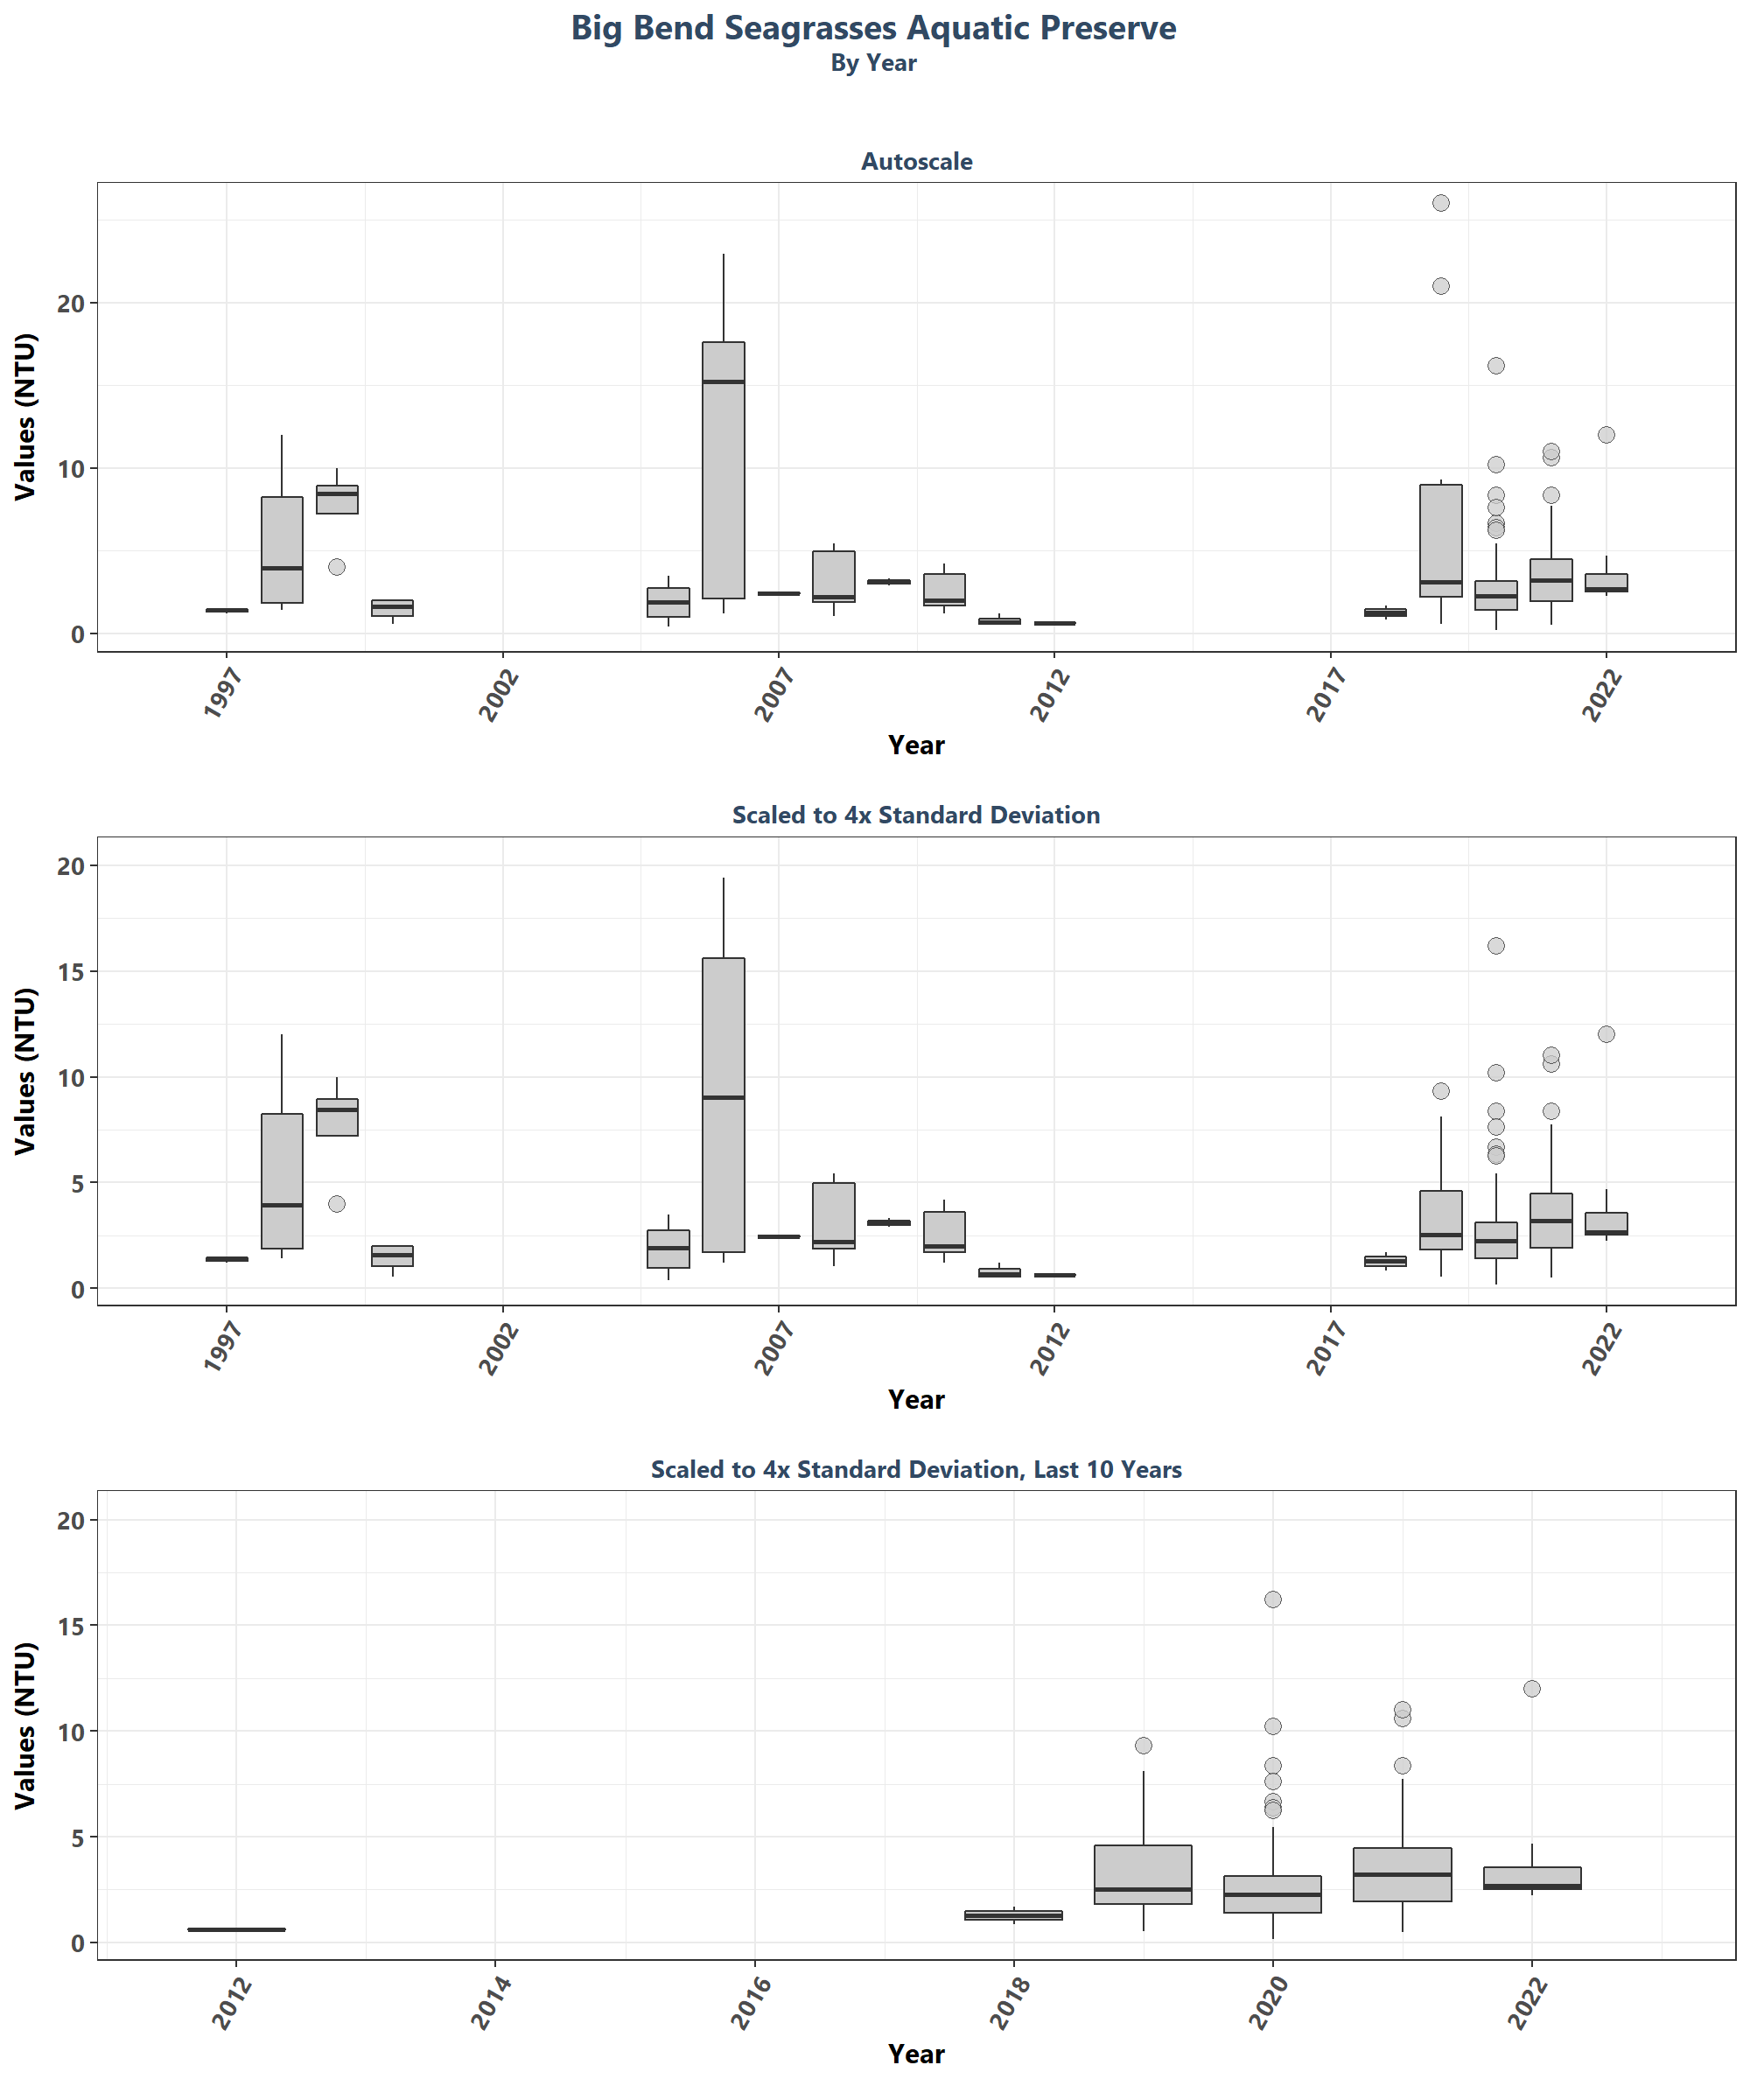 Big Bend Seagrasses Aquatic Preserve
By Year
Autoscale
Values (NTU)
20
10
0
1997 2002 2007 2012 2017 2022
Year
Scaled to 4x Standard Deviation
Values (NTU)
20
15
10
5
0
1997 2002 2007 2012 2017 2022
Year
Scaled to 4x Standard Deviation, Last 10 Years
Values (NTU)
20
15
10
5
0
2012 2014 2016 2018 2020 2022
Year